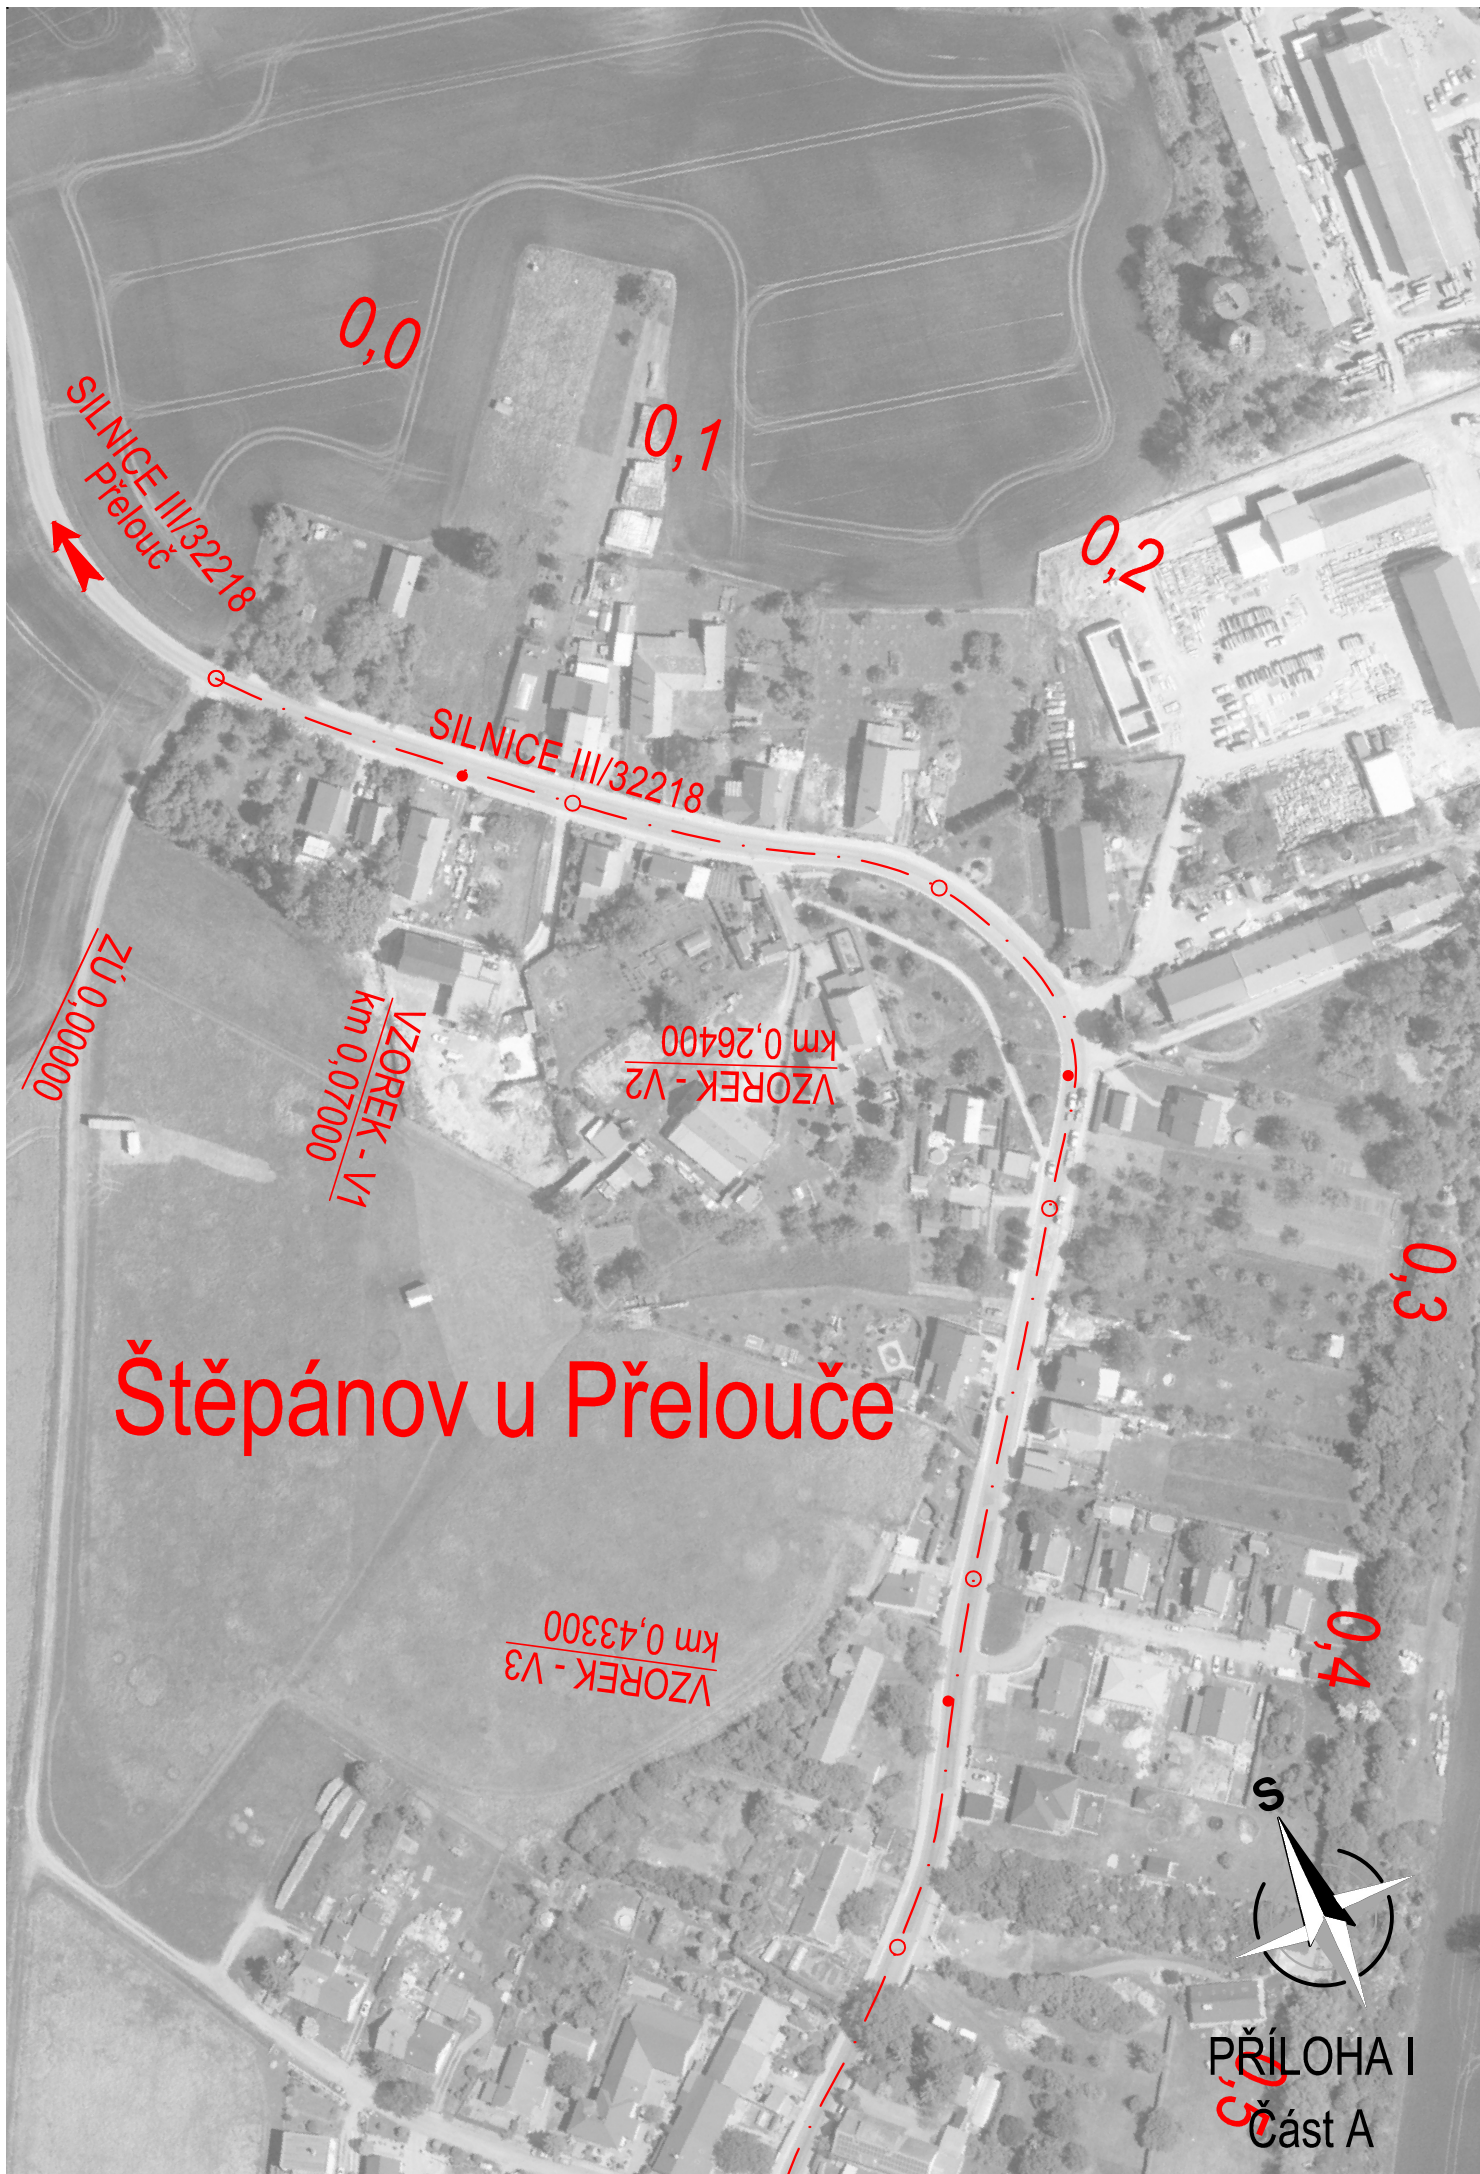 0,0
0,1
SILNICE III/32218
Přelouč
0,2
SILNICE III/32218
ZÚ 0,00000
VZOREK - V1
km 0,07000
VZOREK - V2
km 0,26400
0,3
Štěpánov u Přelouče
VZOREK - V3
km 0,43300
0,4
S
PŘÍLOHA I
0,5
Část A